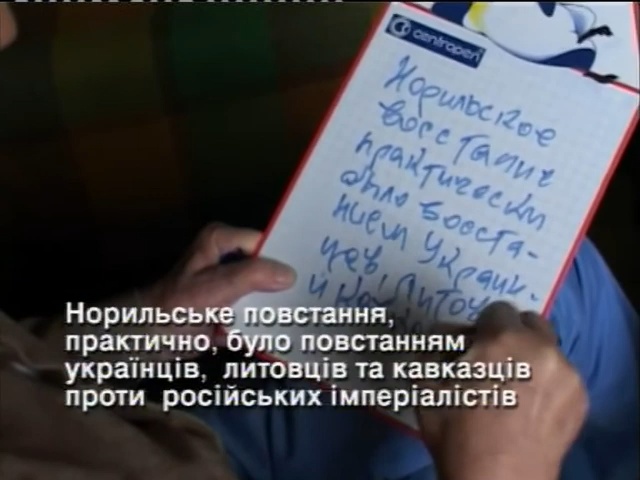 centropen
Норильское
восстание
практически
было восста-
нием украин-
цев, Литов
и
Норильське повстання,
практично, було повстанням
українців, литовців та кавказців
проти російських імперіалістів